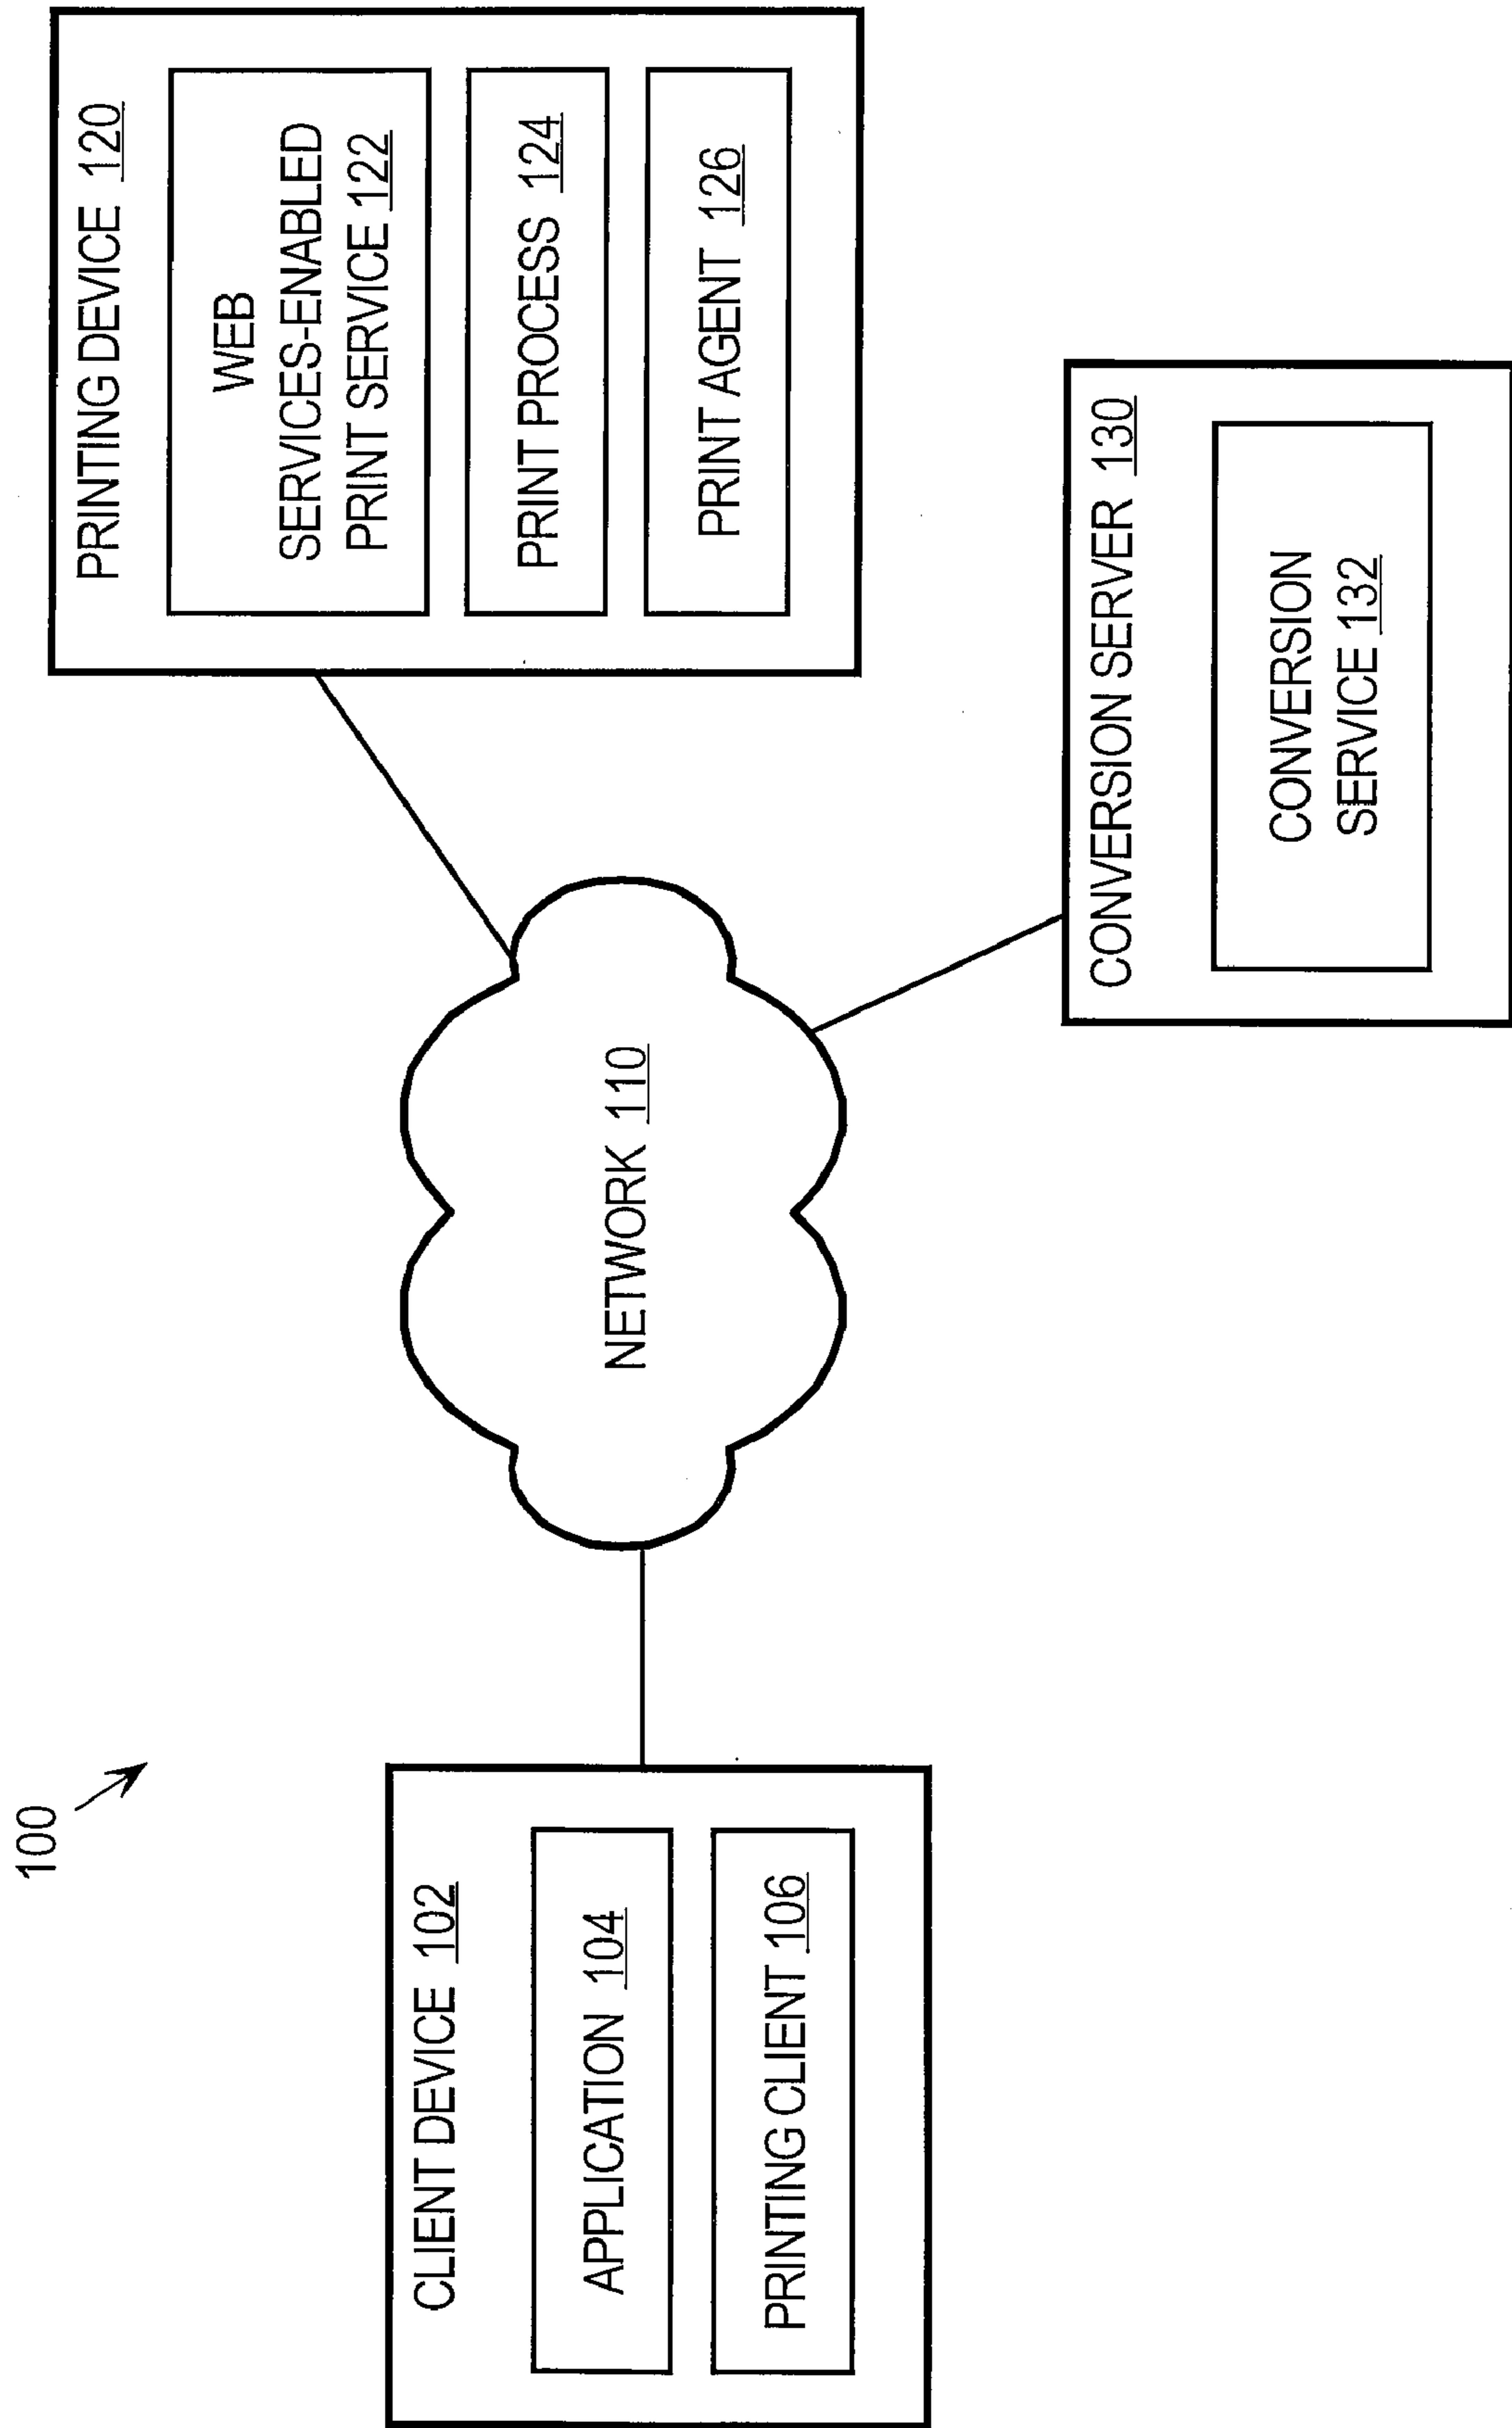 100
CLIENT DEVICE 102
APPLICATION 104
PRINTING CLIENT 106
NETWORK 110
PRINTING DEVICE 120
WEB
SERVICES-ENABLED
PRINT SERVICE 122
PRINT PROCESS 124
PRINT AGENT 126
CONVERSION SERVER 130
CONVERSION
SERVICE 132